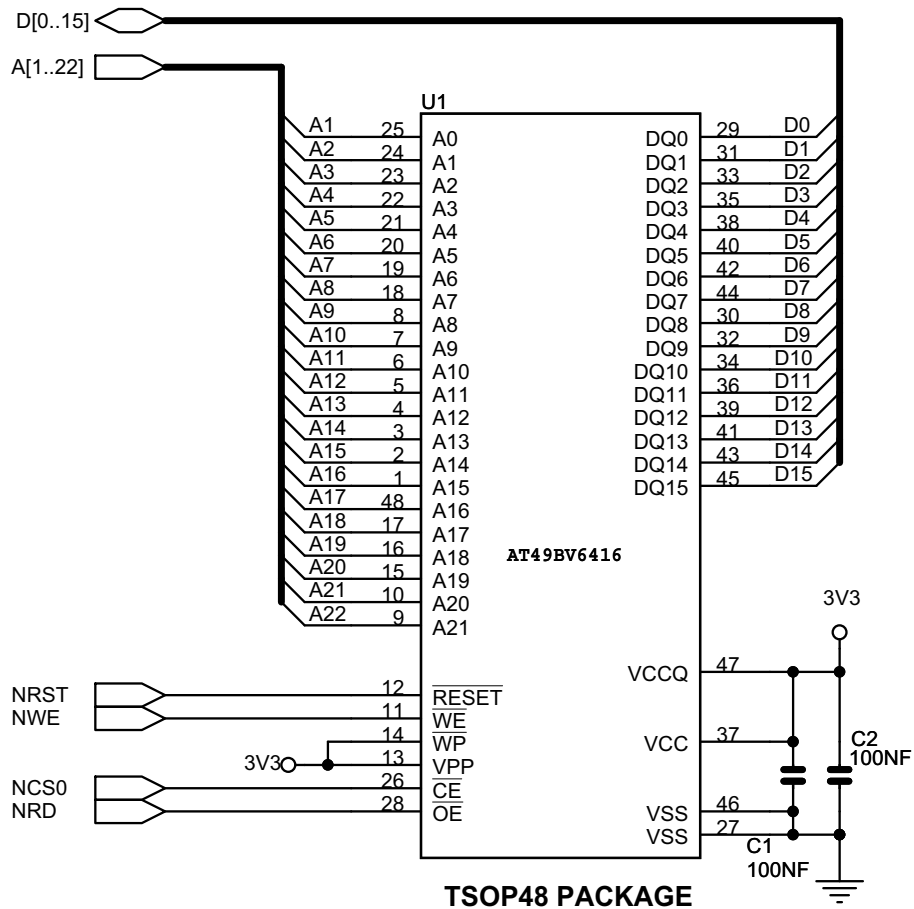 D[0..15]
A[1..22]
U1
A1 25 A0 DQ0 29 D0
A2 24 A1 DQ1 31 D1
A3 23 A2 DQ2 33 D2
A4 22 A3 DQ3 35 D3
A5 21 A4 DQ4 38 D4
A6 20 A5 DQ5 40 D5
A7 19 A6 DQ6 42 D6
A8 18 A7 DQ7 44 D7
A9 8 A8 DQ8 30 D8
A10 7 A9 DQ9 32 D9
A11 6 A10 DQ10 34 D10
A12 5 A11 DQ11 36 D11
A13 4 A12 DQ12 39 D12
A14 3 A13 DQ13 41 D13
A15 2 A14 DQ14 43 D14
A16 1 A15 DQ15 45 D15
A17 48 A16
A18 17 A17
A19 16 A18
AT49BV6416
A20 15 A19
A21 10 A20
A22 9 A21
3V3
VCCQ 47
NRST 12 RESET
NWE 11 WE
14 WP VCC 37
C2
100NF
3V3 13 VPP
NCS0 26 CE
NRD 28 OE
VSS 46
VSS 27
C1
100NF
TSOP48 PACKAGE